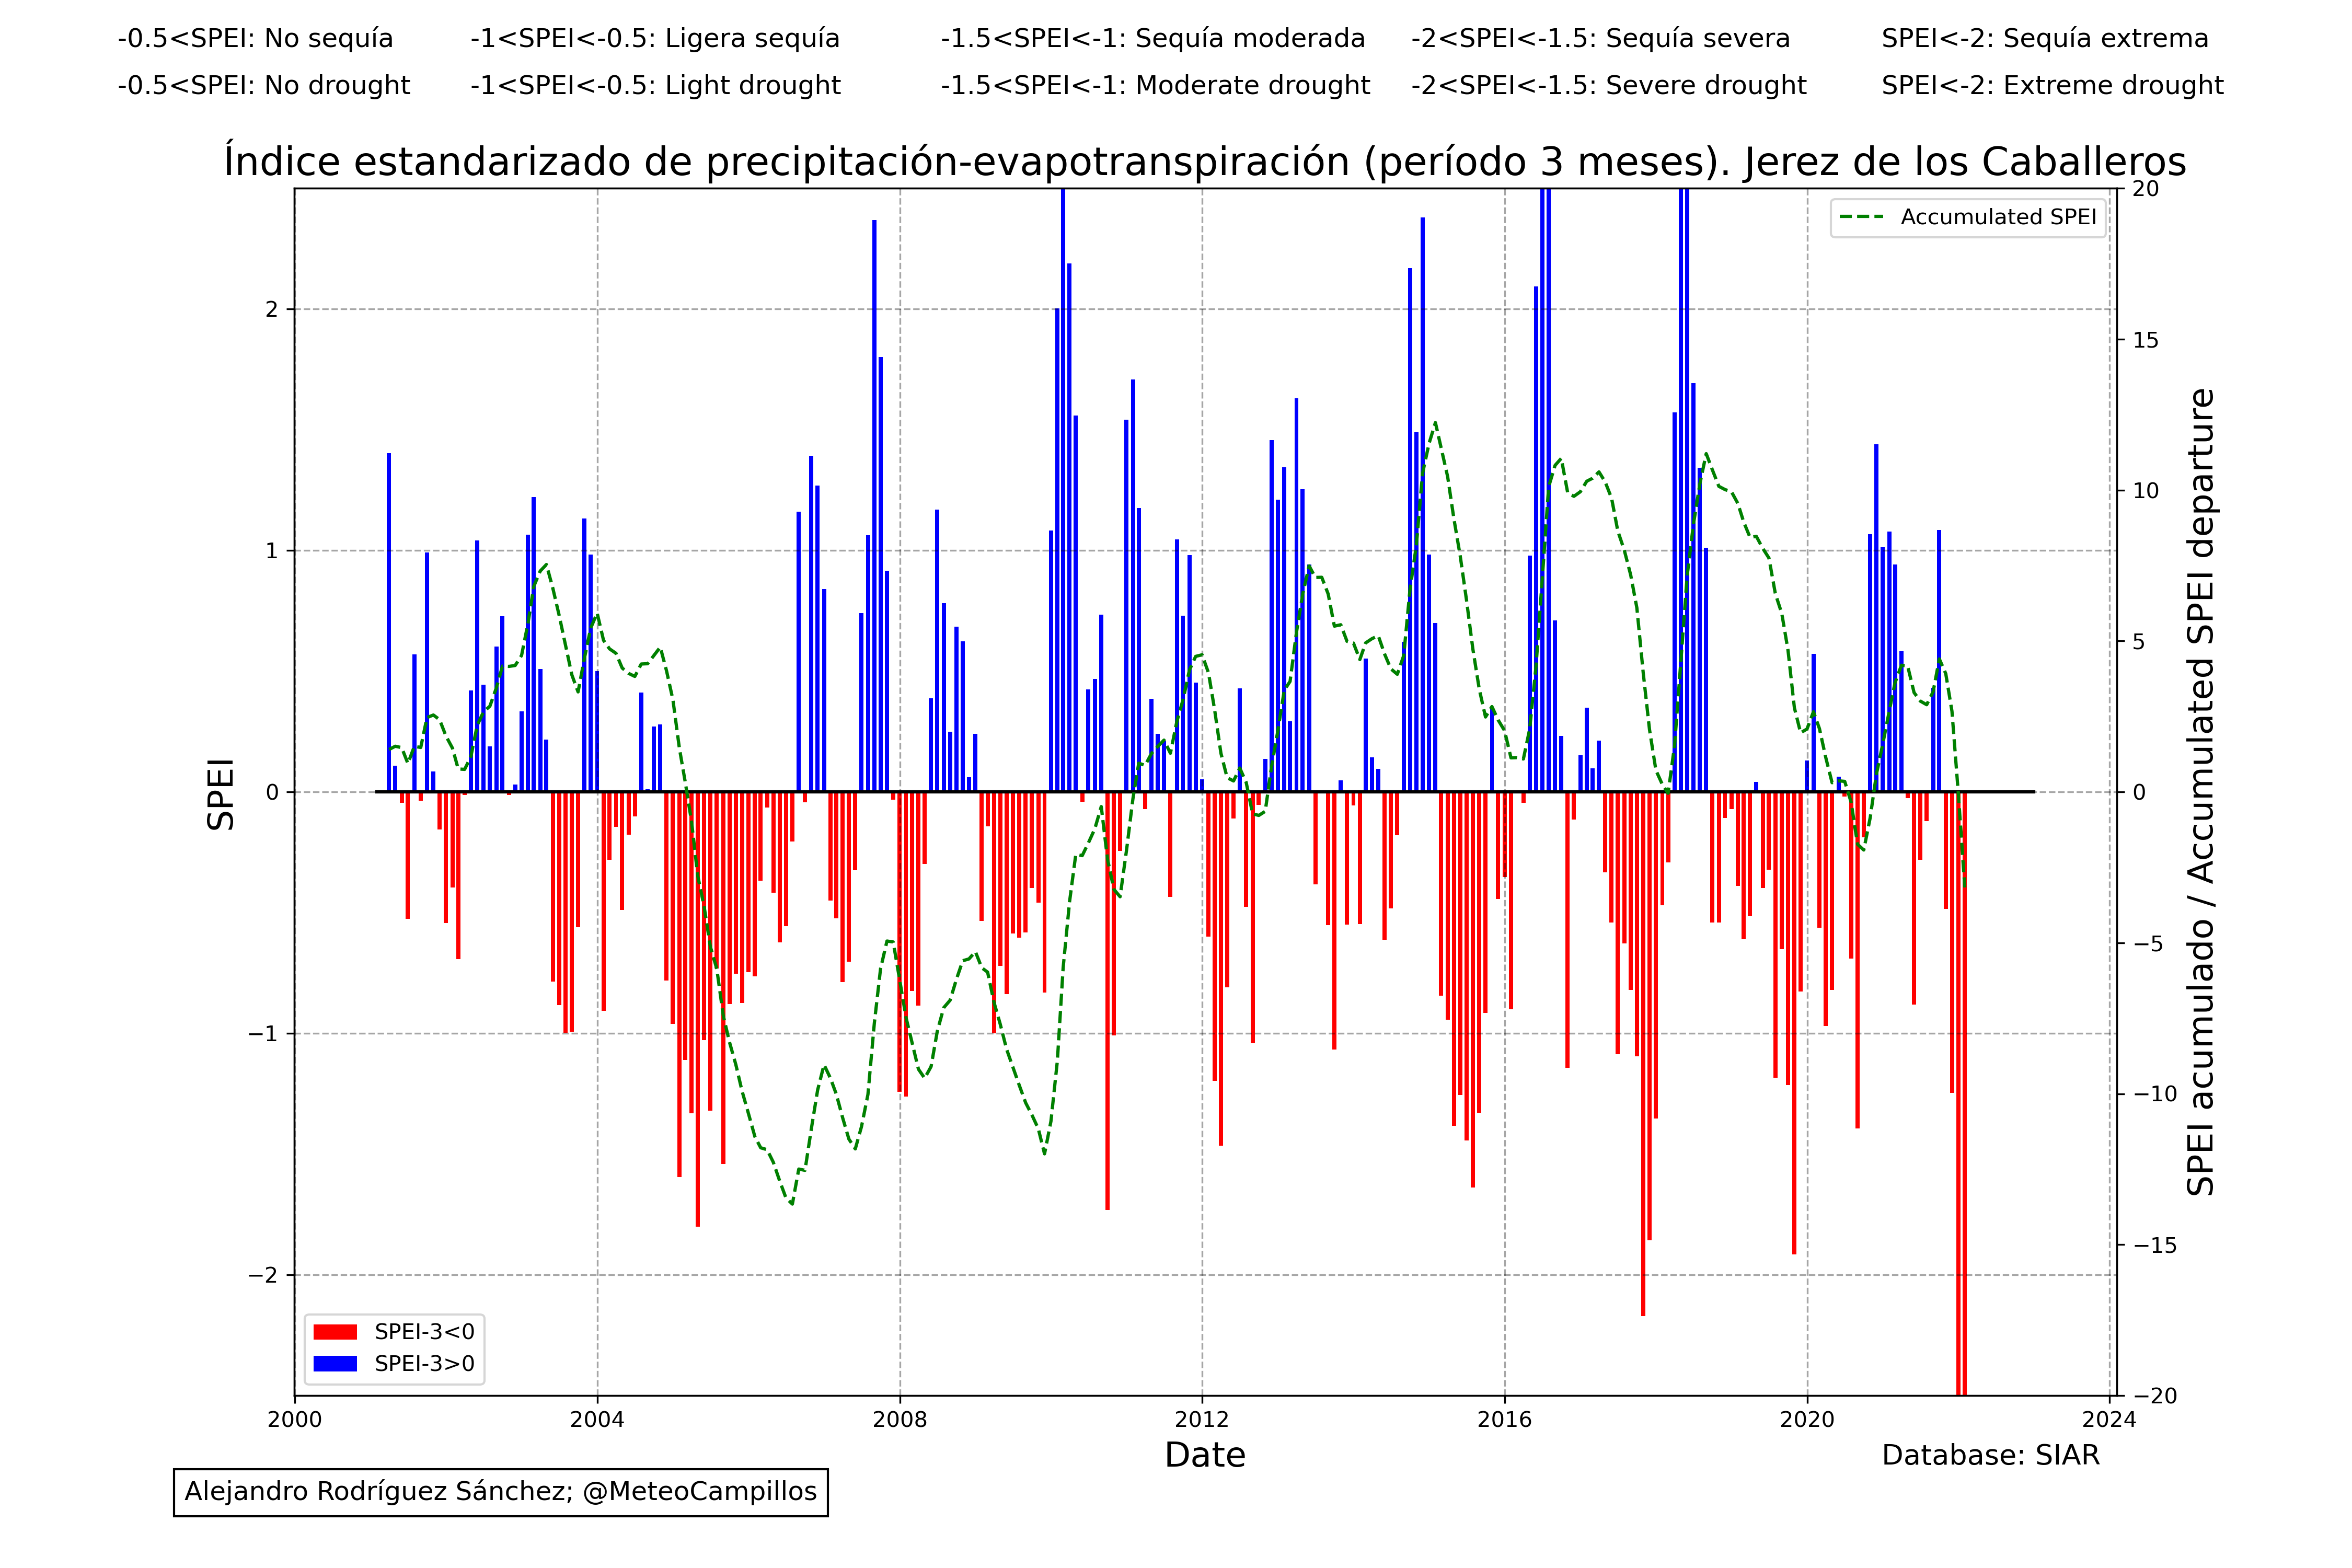 -0.5<SPEI: No sequía -1<SPEI<-0.5: Ligera sequía -1.5<SPEI<-1: Sequía moderada -2<SPEI<-1.5: Sequía severa SPEI<-2: Sequía extrema
-0.5<SPEI: No drought -1<SPEI<-0.5: Light drought -1.5<SPEI<-1: Moderate drought -2<SPEI<-1.5: Severe drought SPEI<-2: Extreme drought
Índice estandarizado de precipitación-evapotranspiración (período 3 meses). Jerez de los Caballeros
Accumulated SPEI
SPEI
2
1
0
−1
−2
20
15
10
5
0
−5
−10
−15
−20
SPEI acumulado / Accumulated SPEI departure
SPEI-3<0
SPEI-3>0
2000 2004 2008 2012 2016 2020 2024
Date
Database: SIAR
Alejandro Rodríguez Sánchez; @MeteoCampillos